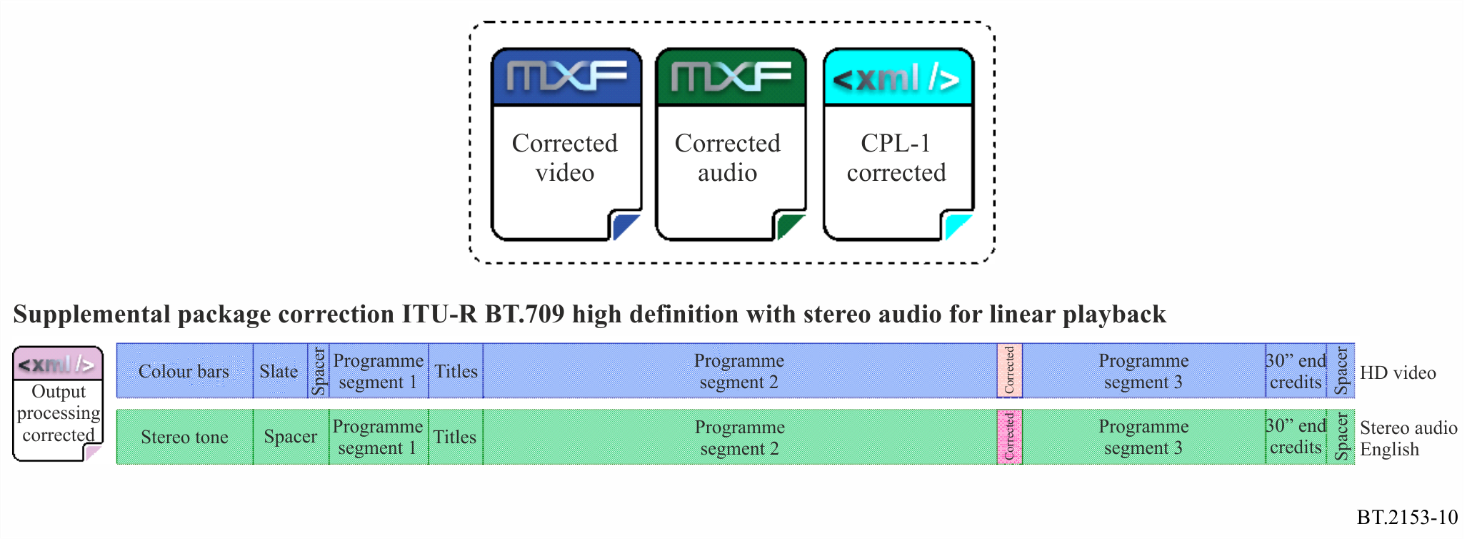 MXF
Corrected
video
MXF
Corrected
audio
<xml />
CPL-1
corrected
Supplemental package correction ITU-R BT.709 high definition with stereo audio for linear playback
<xml />
Output
processing
corrected
Colour bars
Slate
Spacer
Programme
segment 1
Titles
Programme
segment 2
Corrected
Programme
segment 3
30” end
credits
Spacer
HD video
Stereo tone
Spacer
Programme
segment 1
Titles
Programme
segment 2
Corrected
Programme
segment 3
30” end
credits
Spacer
Stereo audio
English
BT.2153-10